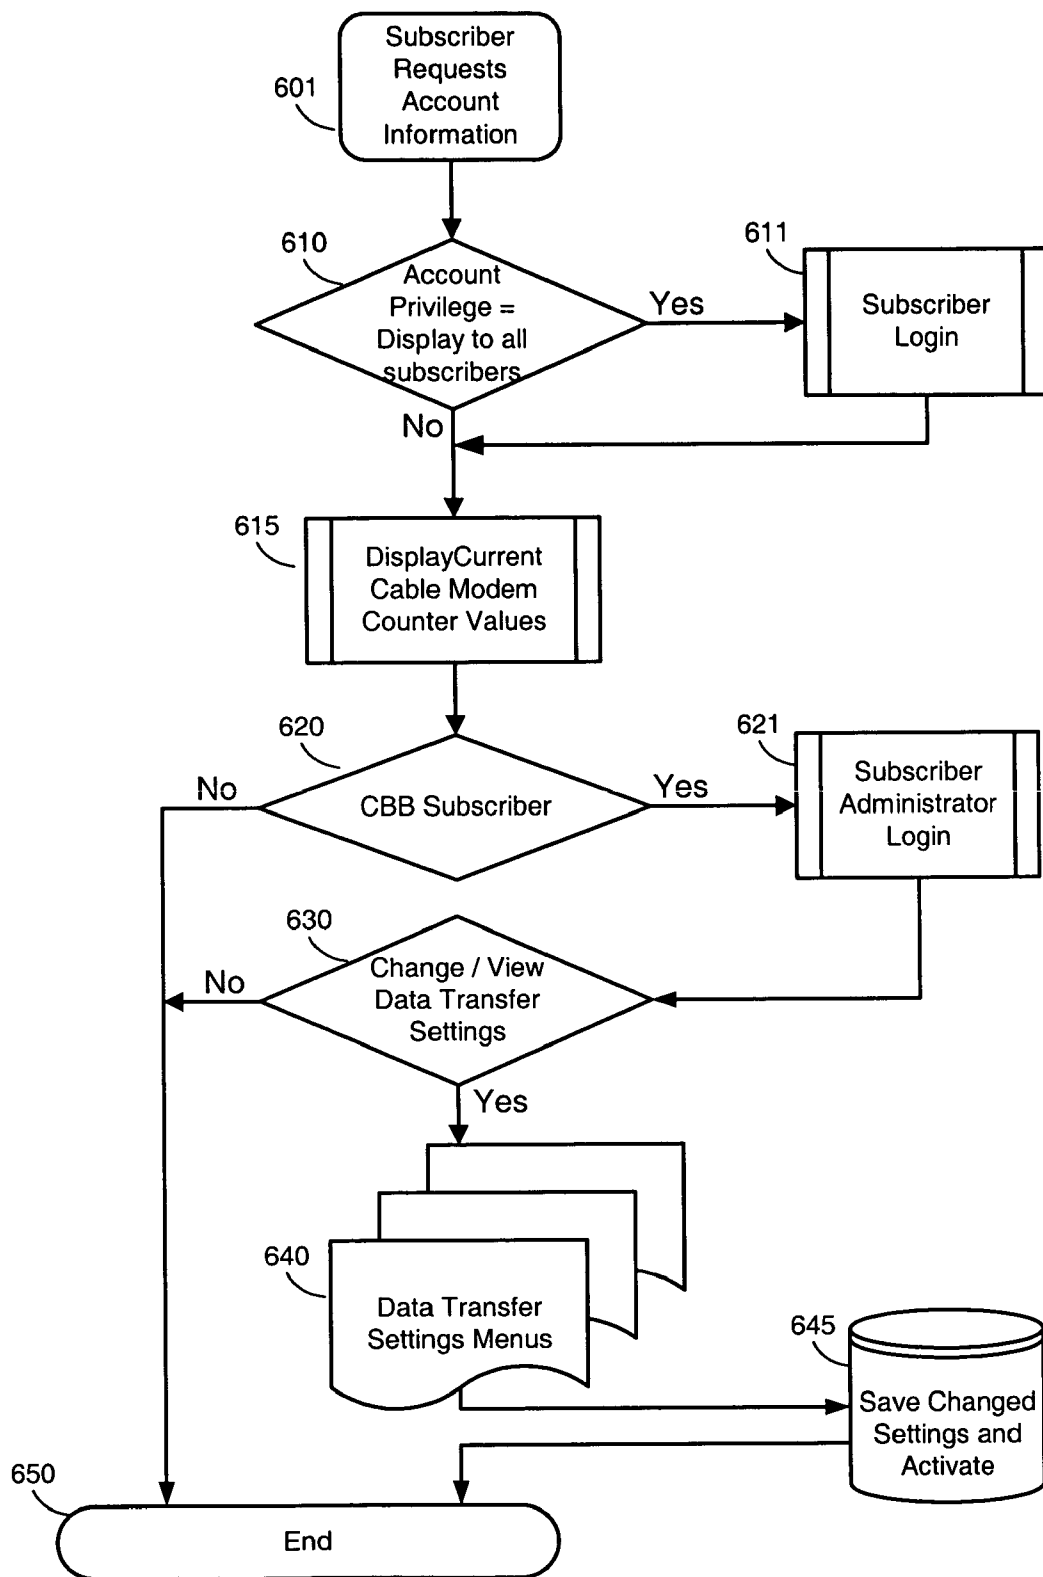 Subscriber
Requests
Account
Information
601
610
Account
Privilege =
Display to all
subscribers
Yes
611
Subscriber
Login
No
615
DisplayCurrent
Cable Modem
Counter Values
620
No
CBB Subscriber
Yes
621
Subscriber
Administrator
Login
630
No
Change / View
Data Transfer
Settings
Yes
640
Data Transfer
Settings Menus
645
Save Changed
Settings and
Activate
650
End